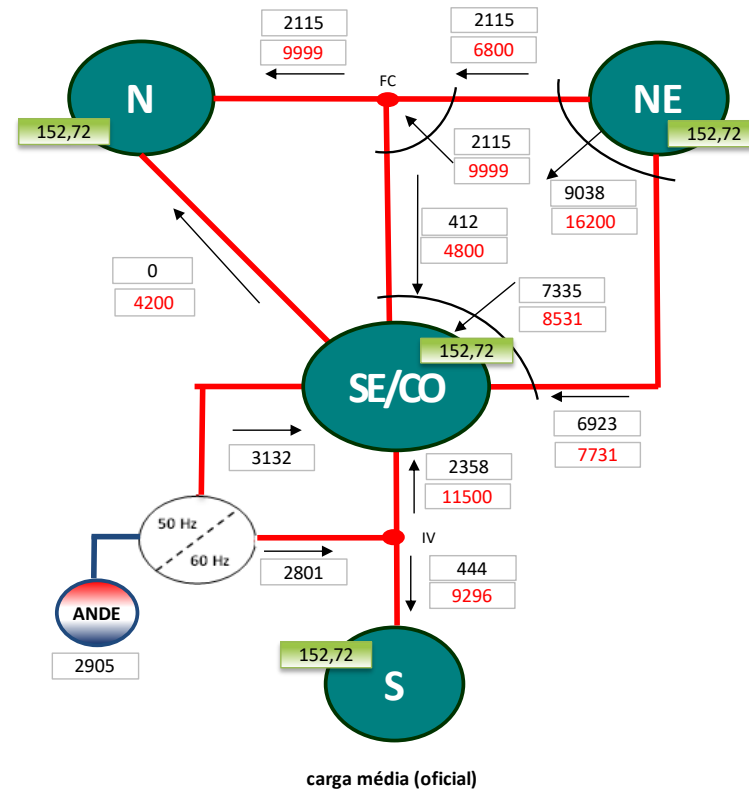 2115
9999
2115
6800
FC
N
NE
152,72
152,72
2115
9999
9038
16200
412
4800
0
4200
7335
8531
152,72
SE/CO
6923
7731
3132
2358
11500
50 Hz
60 Hz
IV
2801
444
9296
ANDE
2905
152,72
S
carga média (oficial)